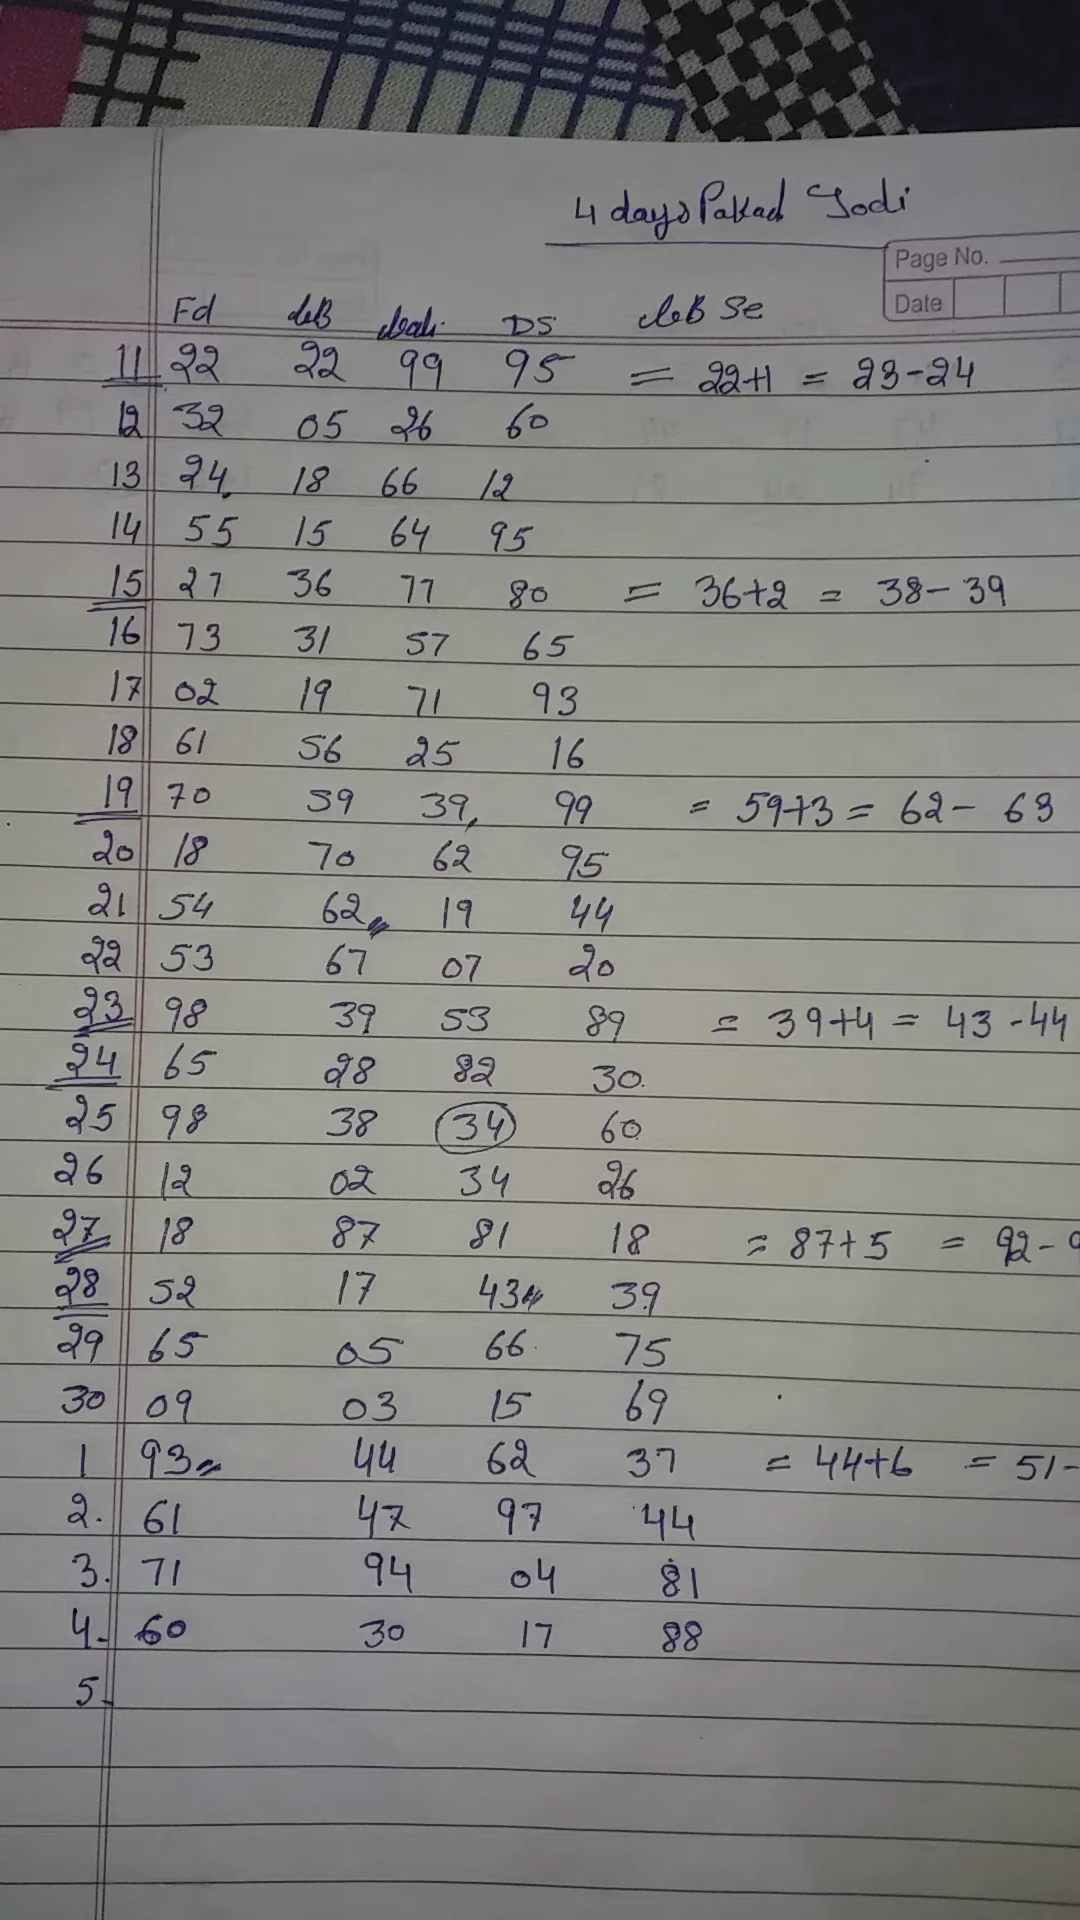 4 days Pakad Jodi
Page No.
Date
Fd GB Gali DS GB Se
11 22 22 99 95 = 22+1 = 23-24
12 32 05 26 60
13 24. 18 66 12
14 55 15 64 95
15 27 36 77 80 = 36+2 = 38-39
16 73 31 57 65
17 02 19 71 93
18 61 56 25 16
19 70 59 39, 99 = 59+3 = 62-63
20 18 70 62 95
21 54 62 19 44
22 53 67 07 20
23 98 39 53 89 = 39+4 = 43-44
24 65 28 82 30.
25 98 38 34 60
26 12 02 34 26
27 18 87 81 18 = 87+5 = 92-9
28 52 17 43 39
29 65 05 66. 75
30 09 03 15 69
1 93 44 62 37 = 44+6 = 51-
2. 61 47 97 44
3. 71 94 04 81
4. 60 30 17 88
5.